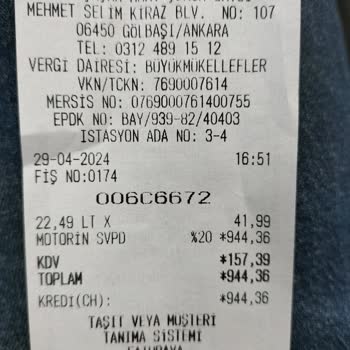 MEHMET SELİM KİRAZ BLV. NO: 107
06450 GÖLBAŞI/ANKARA
TEL: 0312 489 15 12
VERGİ DAİRESİ: BÜYÜKMÜKELLEFLER
VKN/TCKN: 7690007614
MERSİS NO: 0769000761400755
EPDK NO: BAY/939-82/40403
İSTASYON ADA NO: 3-4
29-04-2024 16:51
FİŞ NO:0174
006C6672
22,49 LT X 41,99
MOTORİN SVPD %20 *944,36
KDV *157,39
TOPLAM *944,36
KREDİ(CH): *944,36
TAŞIT VEYA MÜŞTERİ
TANIMA SİSTEMİ